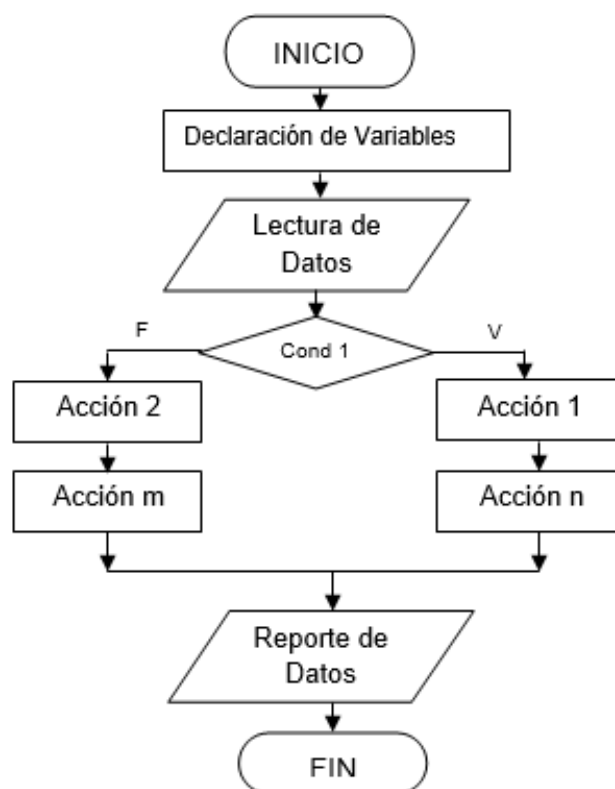 INICIO
Declaración de Variables
Lectura de
Datos
F
Cond 1
V
Acción 2
Acción 1
Acción m
Acción n
Reporte de
Datos
FIN